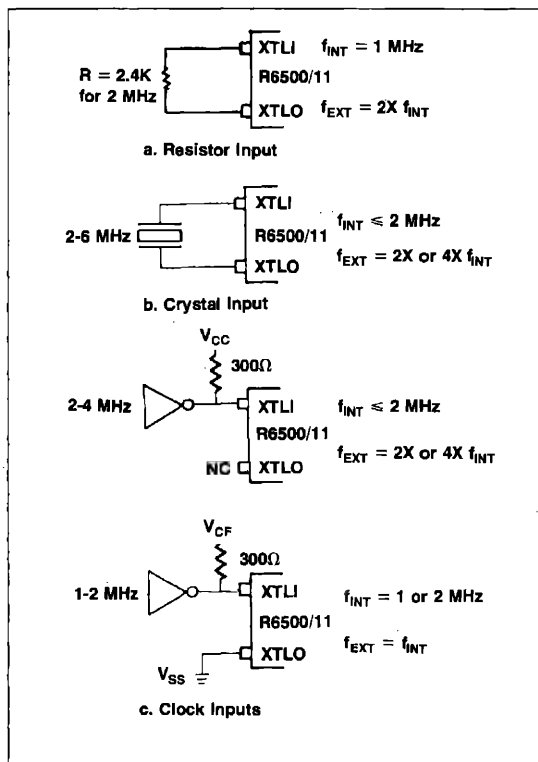 XTLI f_INT = 1 MHz
R = 2.4K
for 2 MHz
R6500/11
XTLO f_EXT = 2X f_INT
a. Resistor Input
XTLI
2-6 MHz
R6500/11
f_INT ≤ 2 MHz
XTLO
f_EXT = 2X or 4X f_INT
b. Crystal Input
V_CC
300Ω
2-4 MHz
XTLI
f_INT ≤ 2 MHz
R6500/11
f_EXT = 2X or 4X f_INT
NC
XTLO
V_CF
300Ω
1-2 MHz
XTLI
f_INT = 1 or 2 MHz
R6500/11
f_EXT = f_INT
XTLO
V_SS
c. Clock Inputs